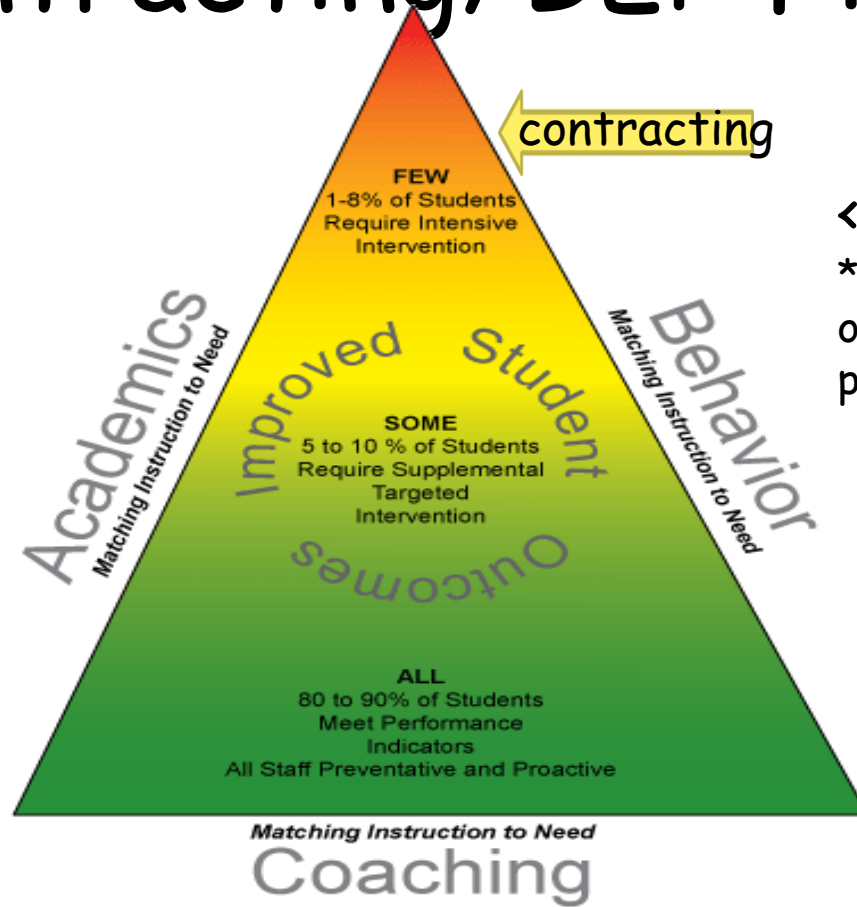 contracting
FEW
1-8% of Students
Require Intensive
Intervention
Academics
Matching Instruction to Need
Behavior
Matching Instruction to Need
Improved Student
SOME
5 to 10 % of Students
Require Supplemental
Targeted
Intervention
Outcomes
ALL
80 to 90% of Students
Meet Performance
Indicators
All Staff Preventative and Proactive
Matching Instruction to Need
Coaching